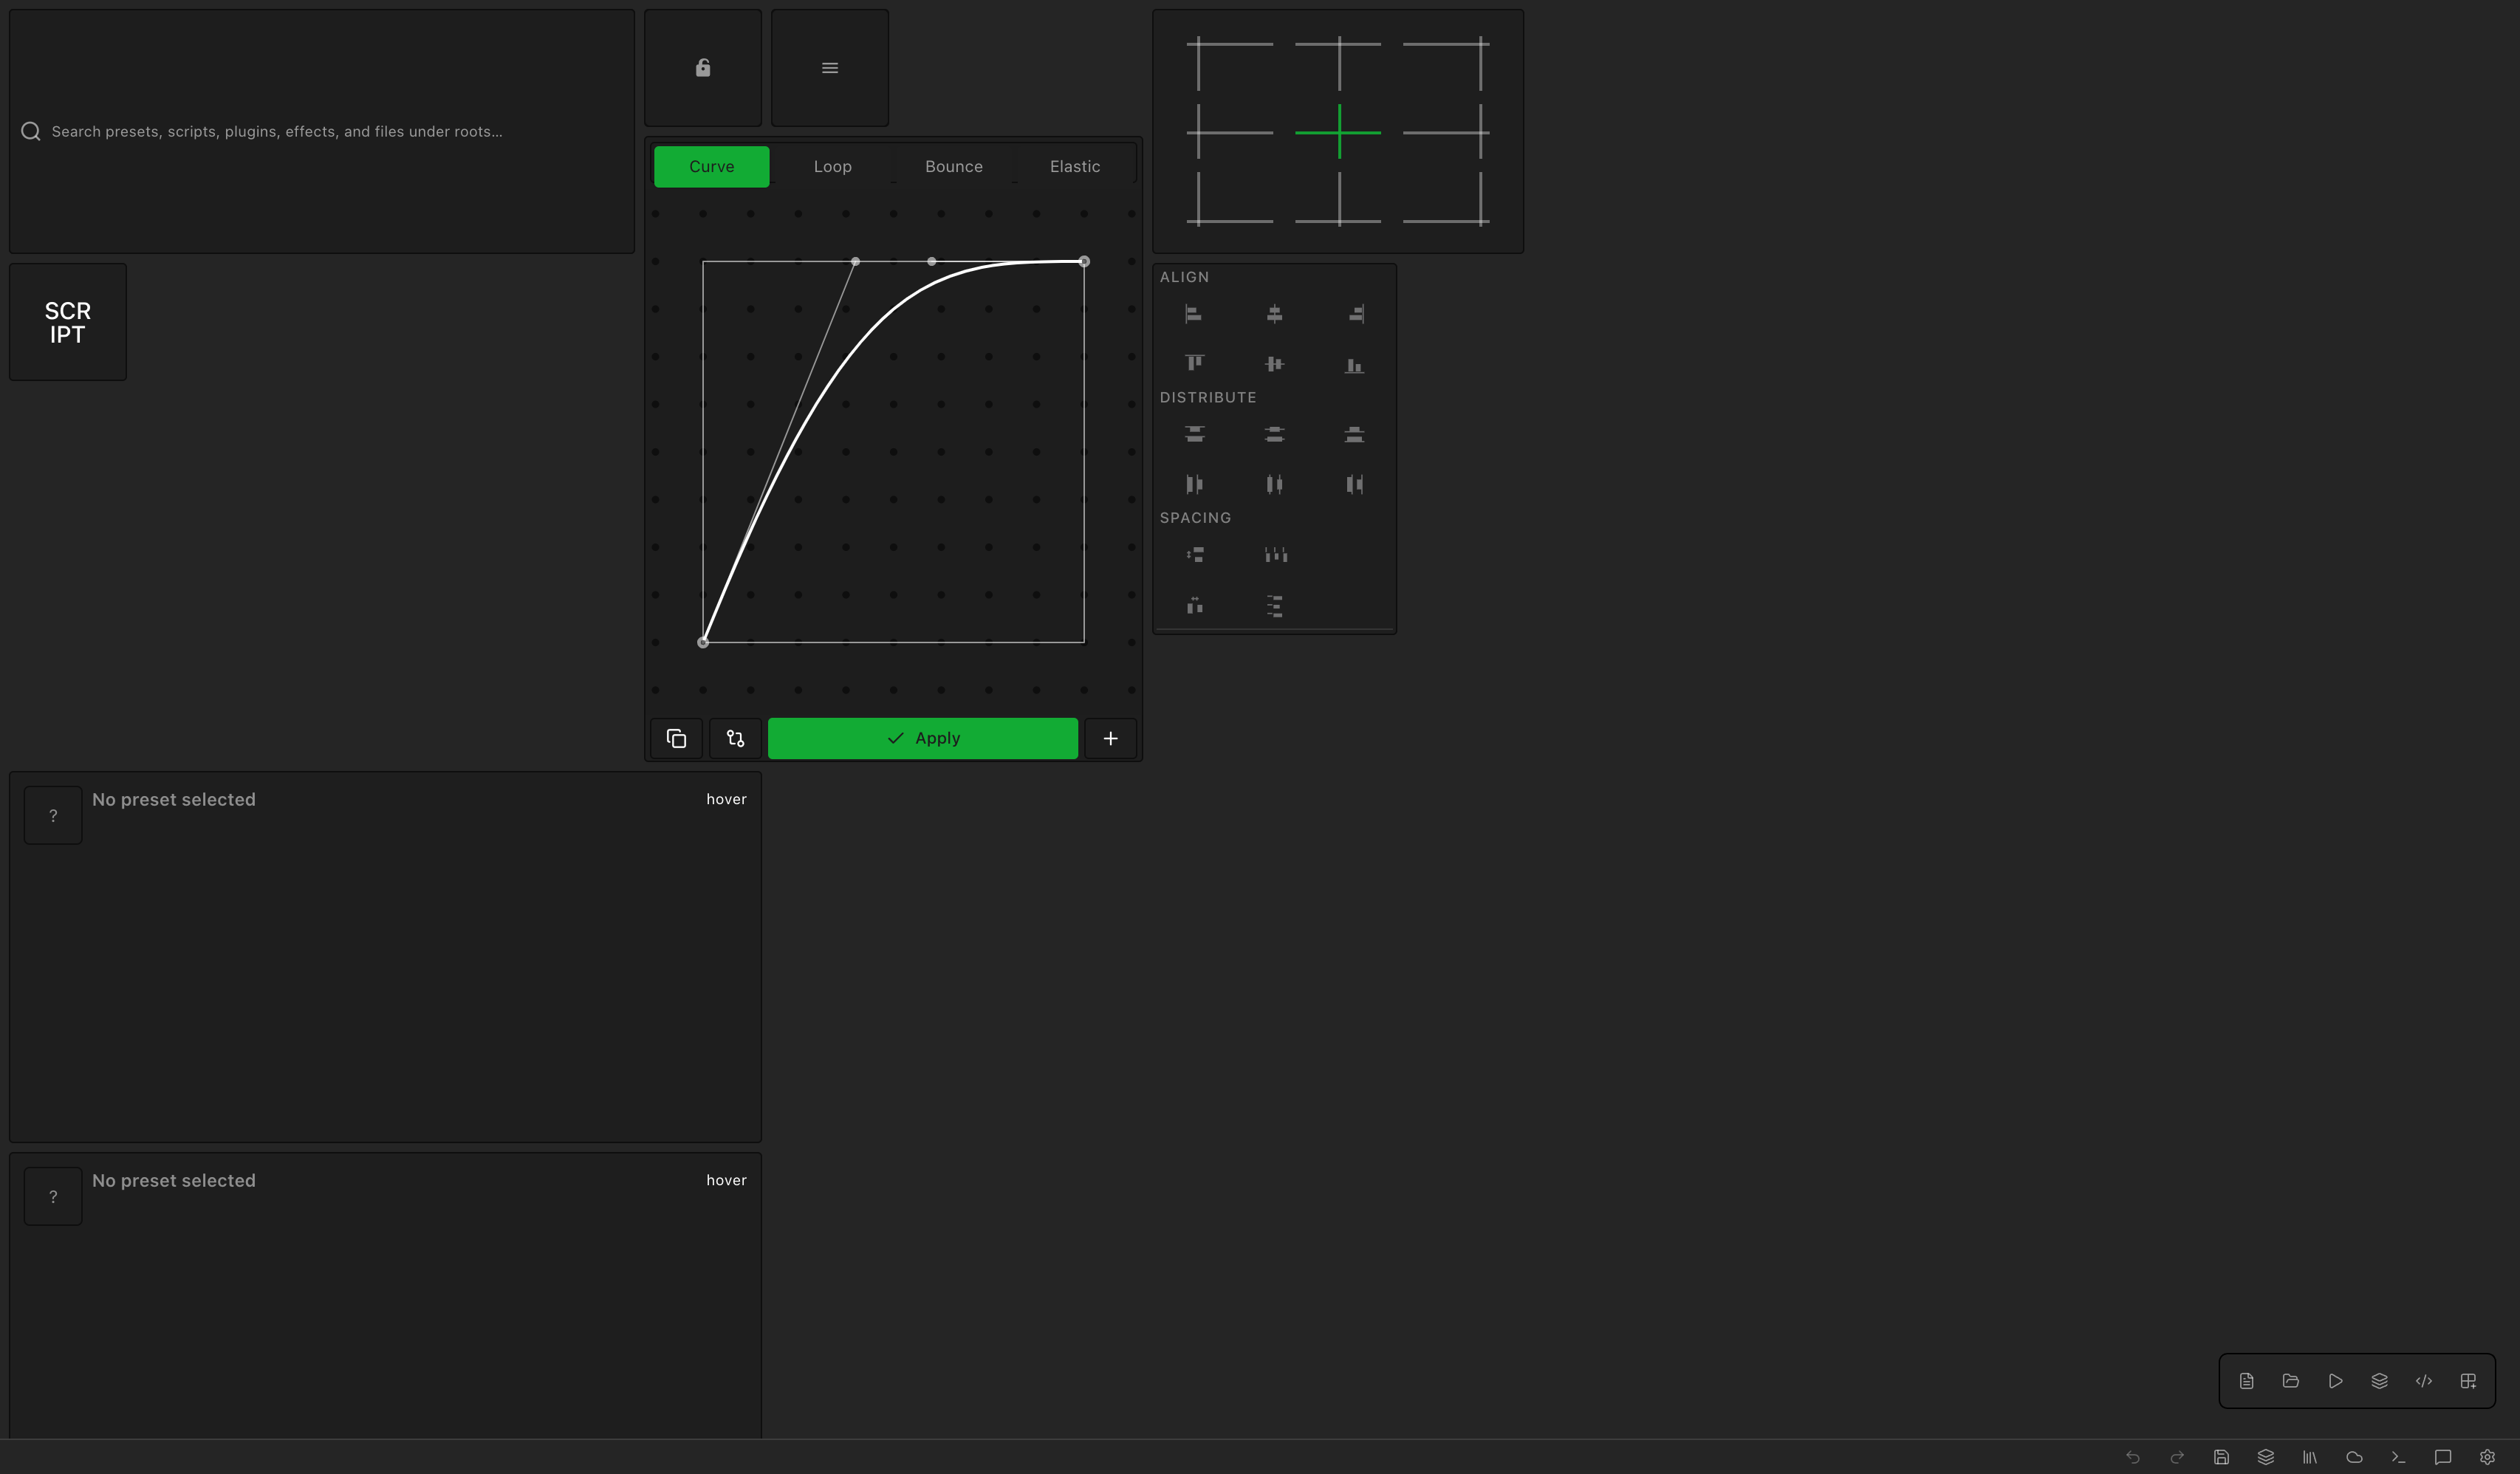 Search presets, scripts, plugins, effects, and files under roots...
SCR
IPT
Curve
Loop
Bounce
Elastic
Apply
ALIGN
DISTRIBUTE
SPACING
?
No preset selected
hover
?
No preset selected
hover